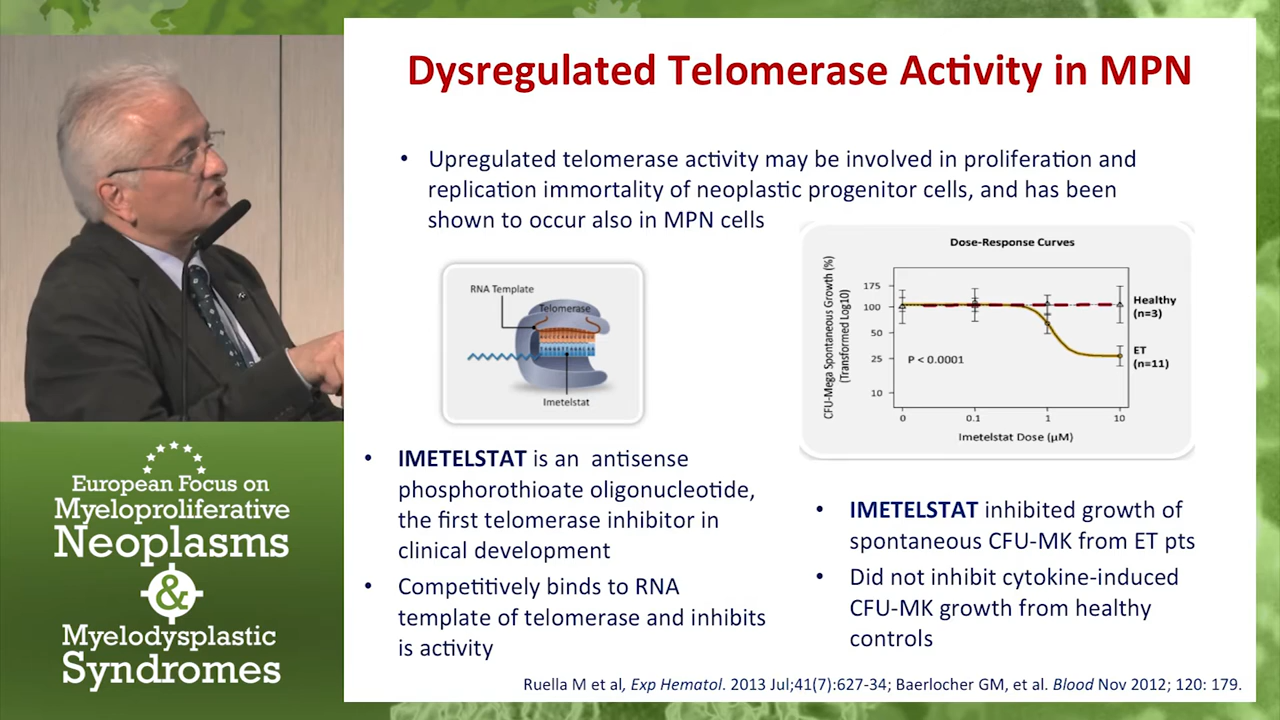 Dysregulated Telomerase Activity in MPN
• Upregulated telomerase activity may be involved in proliferation and
replication immortality of neoplastic progenitor cells, and has been
shown to occur also in MPN cells
RNA Template
Telomerase
Imetelstat
Dose-Response Curves
CFU-Mega Spontaneous Growth (%)
(Transformed Log10)
175
100
50
25
10
P < 0.0001
Healthy
(n=3)
ET
(n=11)
0 0.1 1 10
Imetelstat Dose (µM)
• IMETELSTAT is an antisense
phosphorothioate oligonucleotide,
the first telomerase inhibitor in
clinical development
• Competitively binds to RNA
template of telomerase and inhibits
is activity
• IMETELSTAT inhibited growth of
spontaneous CFU-MK from ET pts
• Did not inhibit cytokine-induced
CFU-MK growth from healthy
controls
Ruella M et al, Exp Hematol. 2013 Jul;41(7):627-34; Baerlocher GM, et al. Blood Nov 2012; 120: 179.
European Focus on
Myeloproliferative
Neoplasms
&
Myelodysplastic
Syndromes